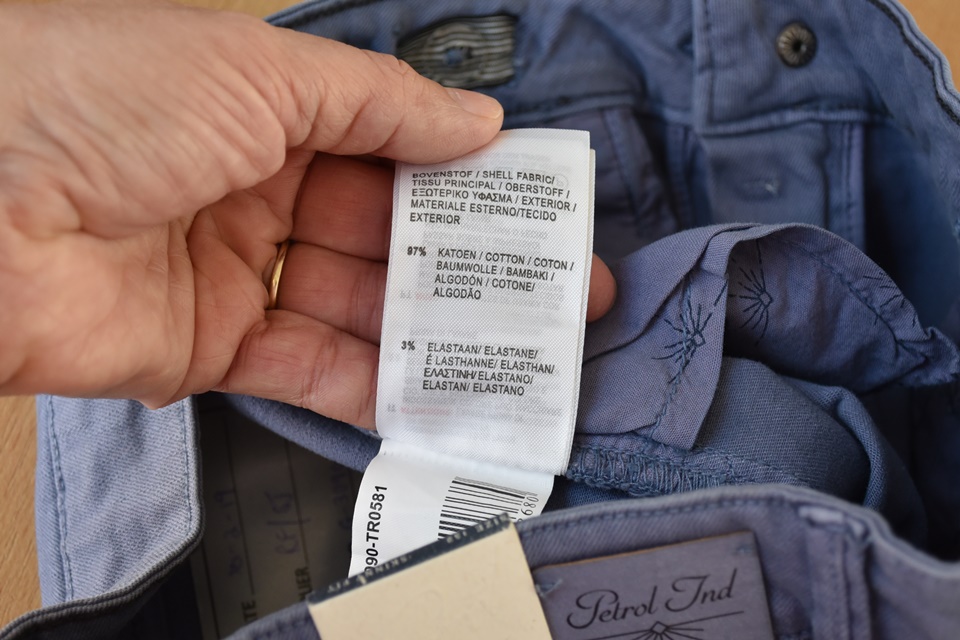 BOVENSTOF / SHELL FABRIC/
TISSU PRINCIPAL / OBERSTOFF /
ΕΞΩΤΕΡΙΚΟ ΥΦΑΣΜΑ / EXTERIOR /
MATERIALE ESTERNO/TECIDO
EXTERIOR
97% KATOEN / COTTON / COTON /
BAUMWOLLE / BAMBAKI /
ALGODÓN / COTONE/
ALGODÃO
3% ELASTAAN/ ELASTANE/
É LASTHANNE/ ELASTHAN/
ΕΛΑΣΤΙΝΗ/ELASTANO/
ELASTAN/ ELASTANO
90-TR0581
Petrol Ind